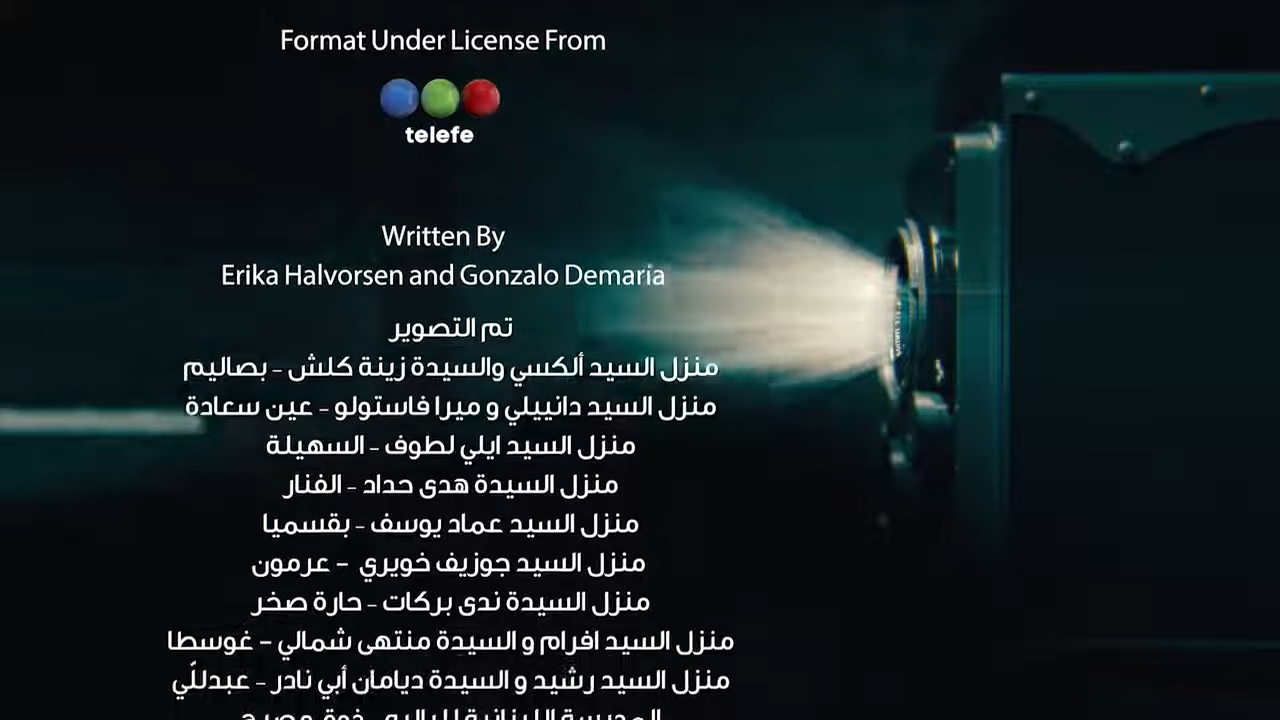 Format Under License From
telefe
Written By
Erika Halvorsen and Gonzalo Demaria
تم التصوير
منزل السيد ألكسي والسيدة زينة كلش - بصاليم
منزل السيد دانييلي و ميرا فاستولو - عين سعادة
منزل السيد ايلي لطوف - السهيلة
منزل السيدة هدى حداد - الفنار
منزل السيد عماد يوسف - بقسميا
منزل السيد جوزيف خويري - عرمون
منزل السيدة ندى بركات - حارة صخر
منزل السيد افرام و السيدة منتهى شمالي - غوسطا
منزل السيد رشيد و السيدة ديامان أبي نادر - عبدللّي